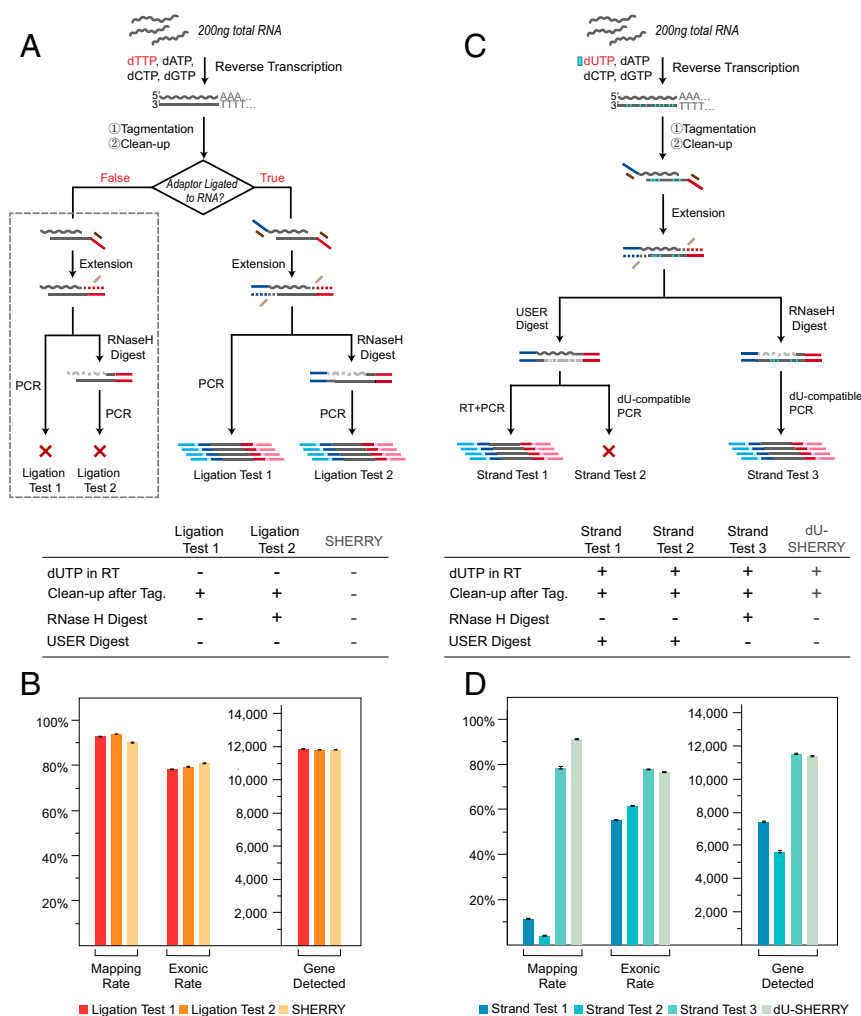 A
200ng total RNA
dTTP, dATP
dCTP, dGTP
Reverse Transcription
5'
AAA...
3'
TTTT...
①Tagmentation
②Clean-up
False
Adaptor Ligated
to RNA?
True
Extension
Extension
RNaseH
Digest
RNaseH
Digest
PCR
PCR
PCR
PCR
Ligation
Test 1
Ligation
Test 2
Ligation Test 1
Ligation Test 2
Ligation
Test 1
Ligation
Test 2
SHERRY
dUTP in RT - - -
Clean-up after Tag. + + -
RNase H Digest - + -
USER Digest - - -
B
100%
80%
60%
40%
20%
14,000
12,000
10,000
8,000
6,000
4,000
2,000
Mapping
Rate
Exonic
Rate
Gene
Detected
Ligation Test 1 Ligation Test 2 SHERRY
C
200ng total RNA
dUTP, dATP
dCTP, dGTP
Reverse Transcription
5'
AAA...
3'
TTTT...
①Tagmentation
②Clean-up
Extension
USER
Digest
RNaseH
Digest
RT+PCR
dU-compatible
PCR
dU-compatible
PCR
Strand Test 1
Strand Test 2
Strand Test 3
Strand
Test 1
Strand
Test 2
Strand
Test 3
dU-
SHERRY
dUTP in RT + + + +
Clean-up after Tag. + + + +
RNase H Digest - - + -
USER Digest + + - -
D
100%
80%
60%
40%
20%
14,000
12,000
10,000
8,000
6,000
4,000
2,000
Mapping
Rate
Exonic
Rate
Gene
Detected
Strand Test 1 Strand Test 2 Strand Test 3 dU-SHERRY